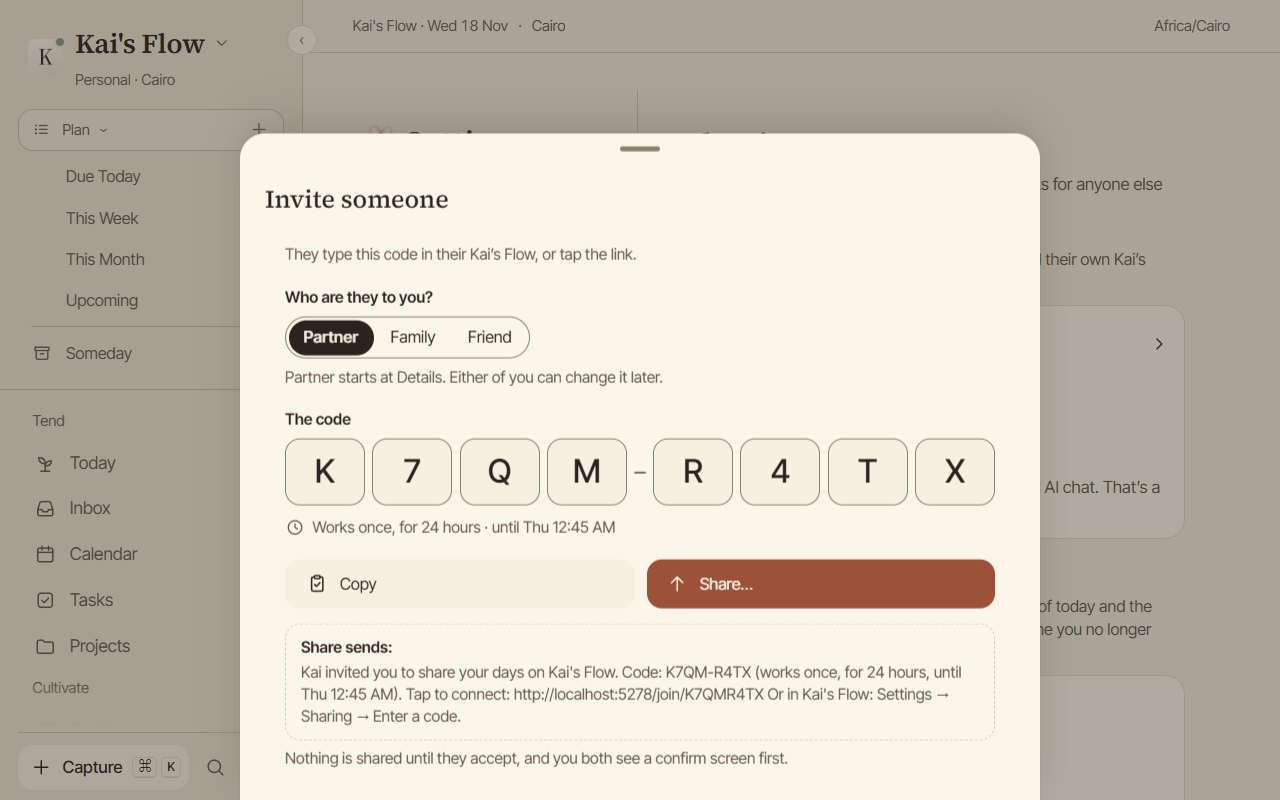 K
Kai's Flow
Personal · Cairo
Plan
Due Today
This Week
This Month
Upcoming
Someday
Tend
Today
Inbox
Calendar
Tasks
Projects
Cultivate
Capture ⌘ K
Kai's Flow · Wed 18 Nov · Cairo
Africa/Cairo
for anyone else
their own Kai's
AI chat. That's a
of today and the
you no longer
Invite someone
They type this code in their Kai's Flow, or tap the link.
Who are they to you?
Partner Family Friend
Partner starts at Details. Either of you can change it later.
The code
K 7 Q M – R 4 T X
Works once, for 24 hours · until Thu 12:45 AM
Copy
Share...
Share sends:
Kai invited you to share your days on Kai's Flow. Code: K7QM-R4TX (works once, for 24 hours, until
Thu 12:45 AM). Tap to connect: http://localhost:5278/join/K7QMR4TX Or in Kai's Flow: Settings →
Sharing → Enter a code.
Nothing is shared until they accept, and you both see a confirm screen first.